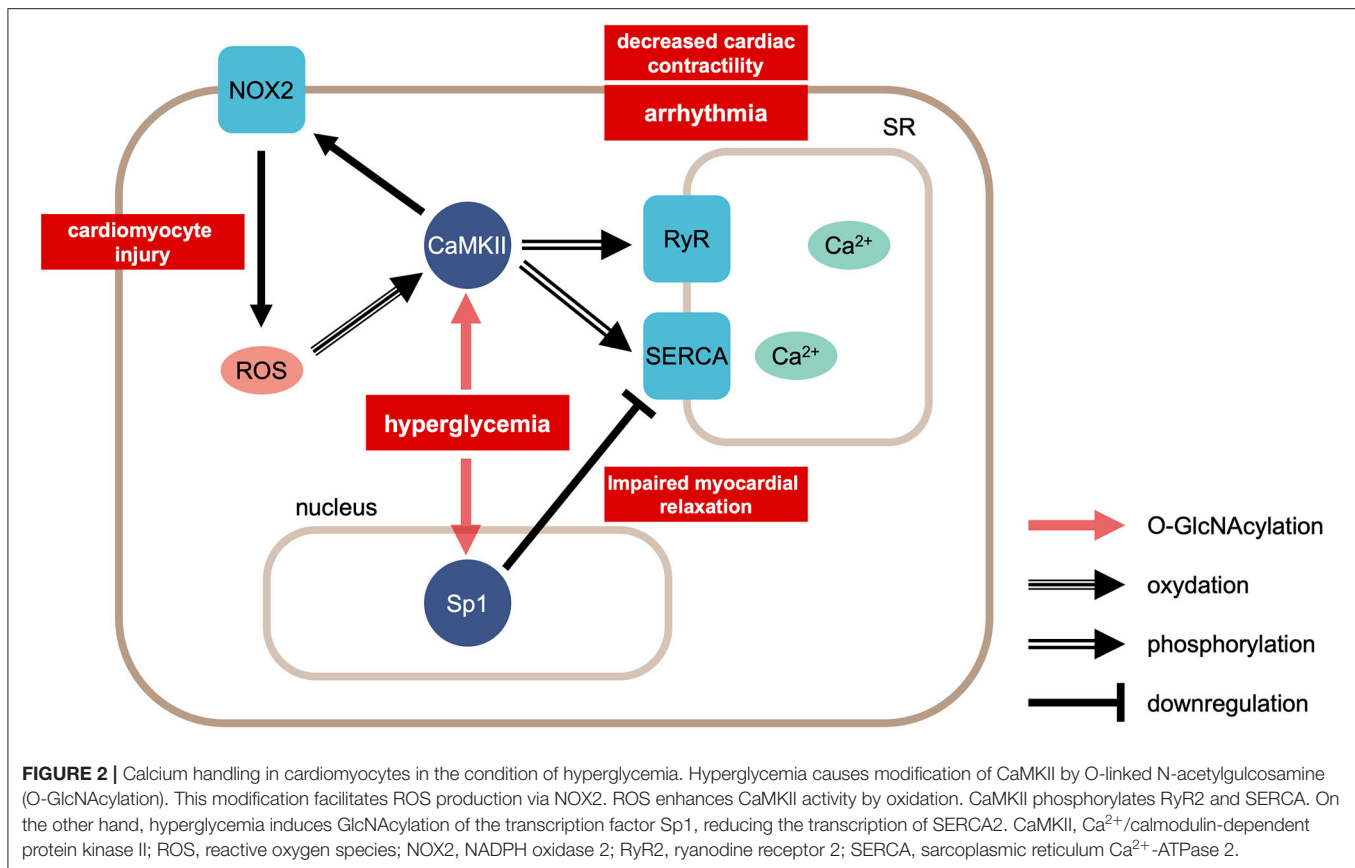 decreased cardiac
contractility
arrhythmia
NOX2
SR
cardiomyocyte
injury
CaMKII
RyR
Ca²⁺
ROS
SERCA
Ca²⁺
hyperglycemia
Impaired myocardial
relaxation
nucleus
Sp1
O-GlcNAcylation
oxydation
phosphorylation
downregulation
FIGURE 2 | Calcium handling in cardiomyocytes in the condition of hyperglycemia. Hyperglycemia causes modification of CaMKII by O-linked N-acetylgulcosamine
(O-GlcNAcylation). This modification facilitates ROS production via NOX2. ROS enhances CaMKII activity by oxidation. CaMKII phosphorylates RyR2 and SERCA. On
the other hand, hyperglycemia induces GlcNAcylation of the transcription factor Sp1, reducing the transcription of SERCA2. CaMKII, Ca²⁺/calmodulin-dependent
protein kinase II; ROS, reactive oxygen species; NOX2, NADPH oxidase 2; RyR2, ryanodine receptor 2; SERCA, sarcoplasmic reticulum Ca²⁺-ATPase 2.